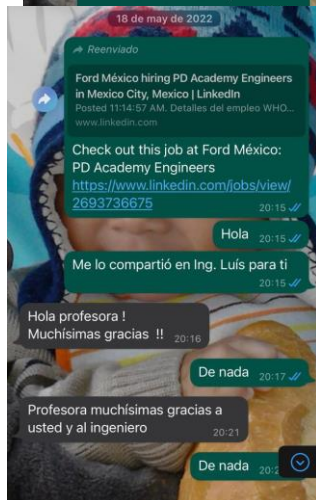 18 de may de 2022
Reenviado
Ford México hiring PD Academy Engineers
in Mexico City, Mexico | LinkedIn
Posted 11:14:57 AM. Detalles del empleo WHO...
www.linkedin.com
Check out this job at Ford México:
PD Academy Engineers
https://www.linkedin.com/jobs/view/
2693736675
20:15
Hola 20:15
Me lo compartió en Ing. Luís para ti
20:15
Hola profesora !
Muchísimas gracias !! 20:16
De nada 20:17
Profesora muchísimas gracias a
usted y al ingeniero
20:21
De nada